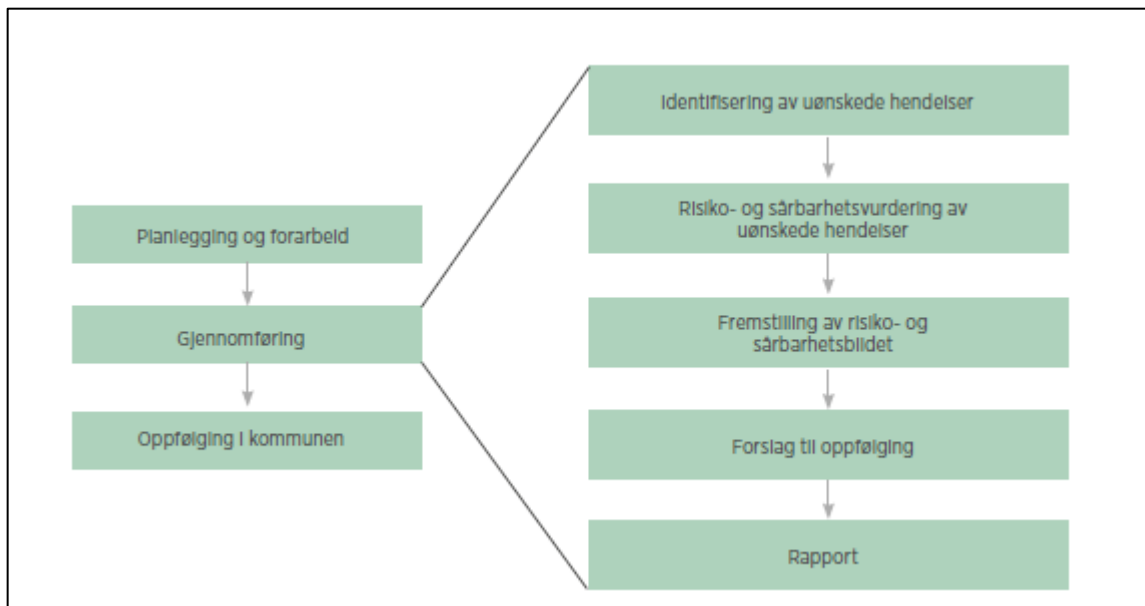 Planlegging og forarbeid
Gjennomføring
Oppfølging i kommunen
Identifisering av uønskede hendelser
Risiko- og sårbarhetsvurdering av
uønskede hendelser
Fremstilling av risiko- og
sårbarhetsbildet
Forslag til oppfølging
Rapport